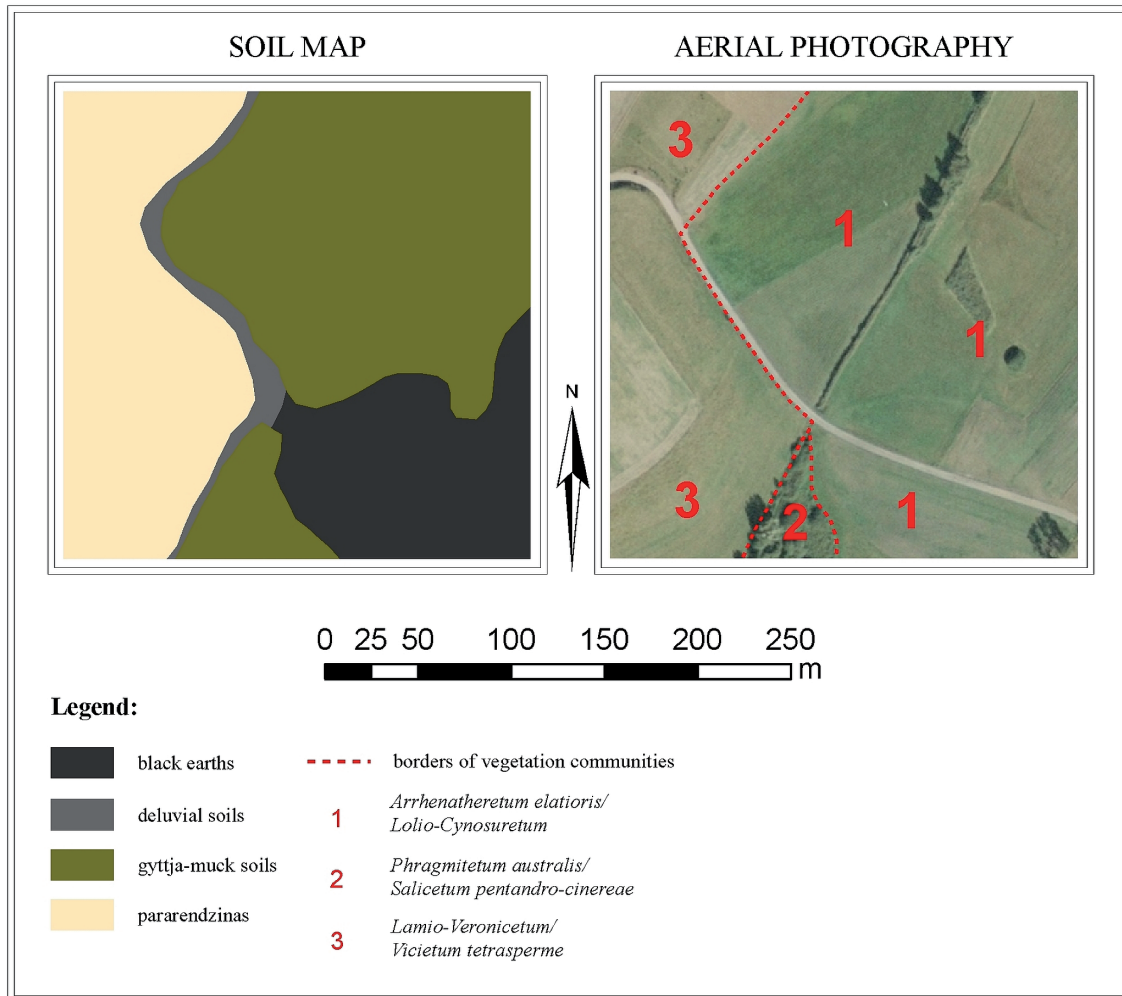 SOIL MAP
AERIAL PHOTOGRAPHY
3
1
1
N
3
2
1
0 25 50 100 150 200 250
m
Legend:
black earths
deluvial soils
gyttja-muck soils
pararendzinas
borders of vegetation communities
1
Arrhenatheretum elatioris/
Lolio-Cynosuretum
2
Phragmitetum australis/
Salicetum pentandro-cinereae
3
Lamio-Veronicetum/
Vicietum tetrasperme